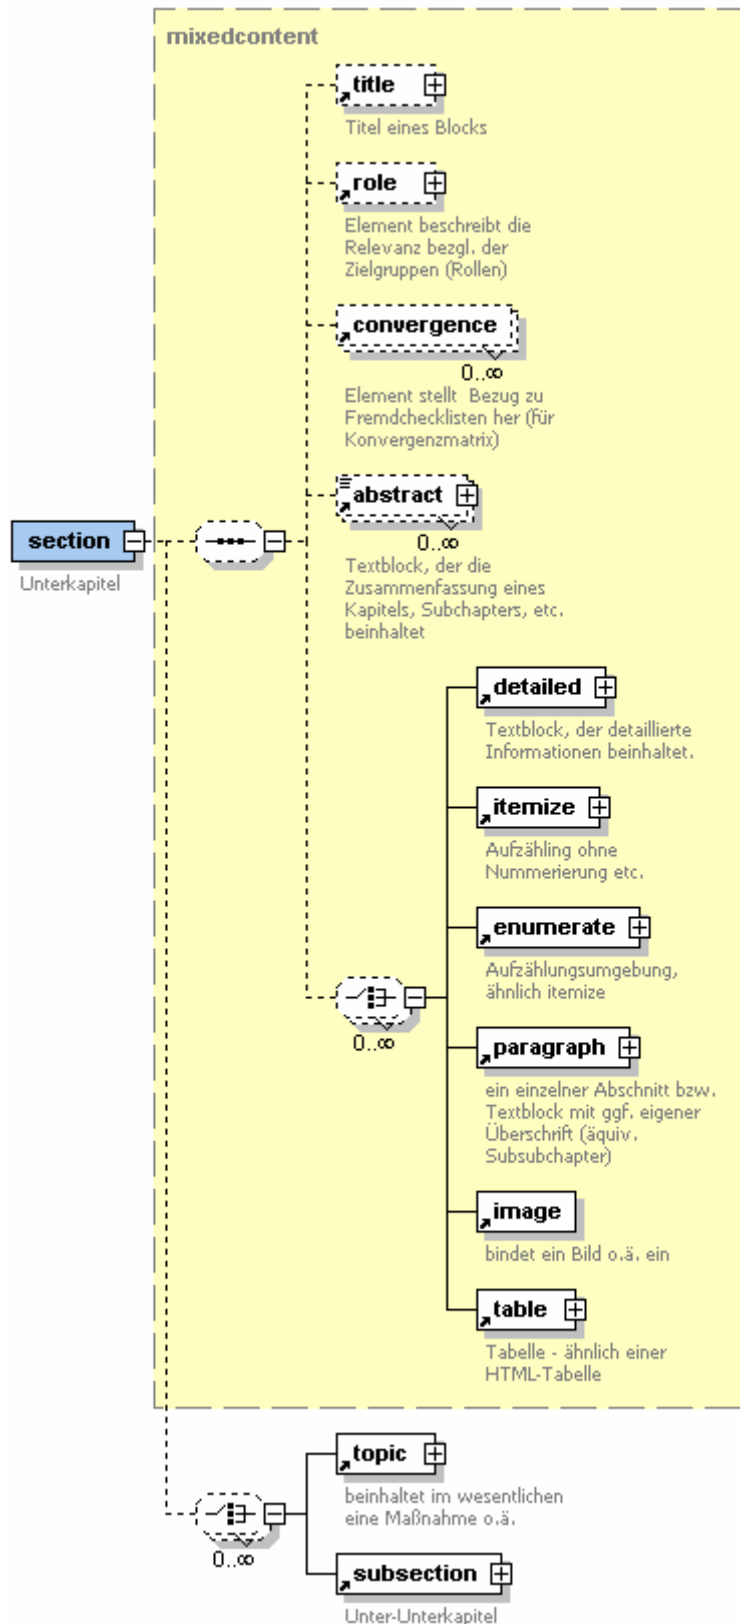 mixedcontent
title
Titel eines Blocks
role
Element beschreibt die
Relevanz bezgl. der
Zielgruppen (Rollen)
convergence
0..∞
Element stellt Bezug zu
Fremdchecklisten her (für
Konvergenzmatrix)
abstract
0..∞
Textblock, der die
Zusammenfassung eines
Kapitels, Subchapters, etc.
beinhaltet
section
Unterkapitel
detailed
Textblock, der detaillierte
Informationen beinhaltet.
itemize
Aufzähling ohne
Nummerierung etc.
enumerate
Aufzählungsumgebung,
ähnlich itemize
0..∞
paragraph
ein einzelner Abschnitt bzw.
Textblock mit ggf. eigener
Überschrift (äquiv.
Subsubchapter)
image
bindet ein Bild o.ä. ein
table
Tabelle - ähnlich einer
HTML-Tabelle
topic
beinhaltet im wesentlichen
eine Maßnahme o.ä.
0..∞
subsection
Unter-Unterkapitel